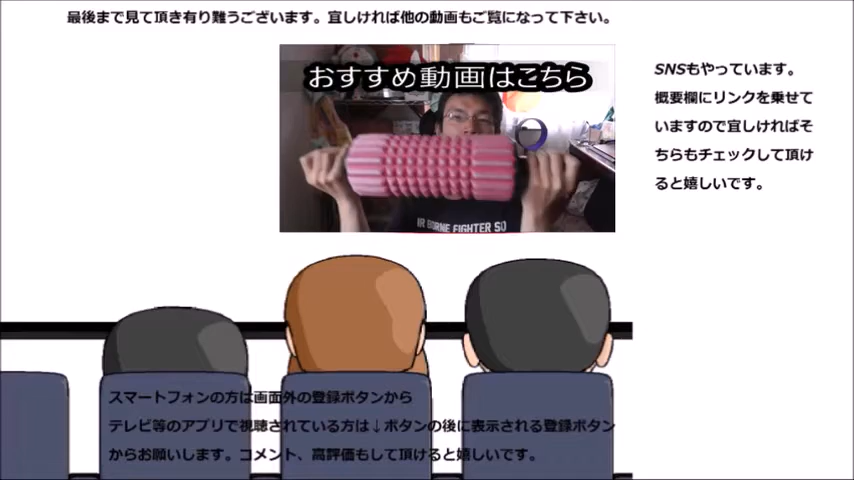 最後まで見て頂き有り難うございます。宜しければ他の動画もご覧になって下さい。
おすすめ動画はこちら
IR BORNE FIGHTER SQ
SNSもやっています。
概要欄にリンクを乗せて
いますので宜しければそ
ちらもチェックして頂け
ると嬉しいです。
スマートフォンの方は画面外の登録ボタンから
テレビ等のアプリで視聴されている方は↓ボタンの後に表示される登録ボタン
からお願いします。コメント、高評価もして頂けると嬉しいです。